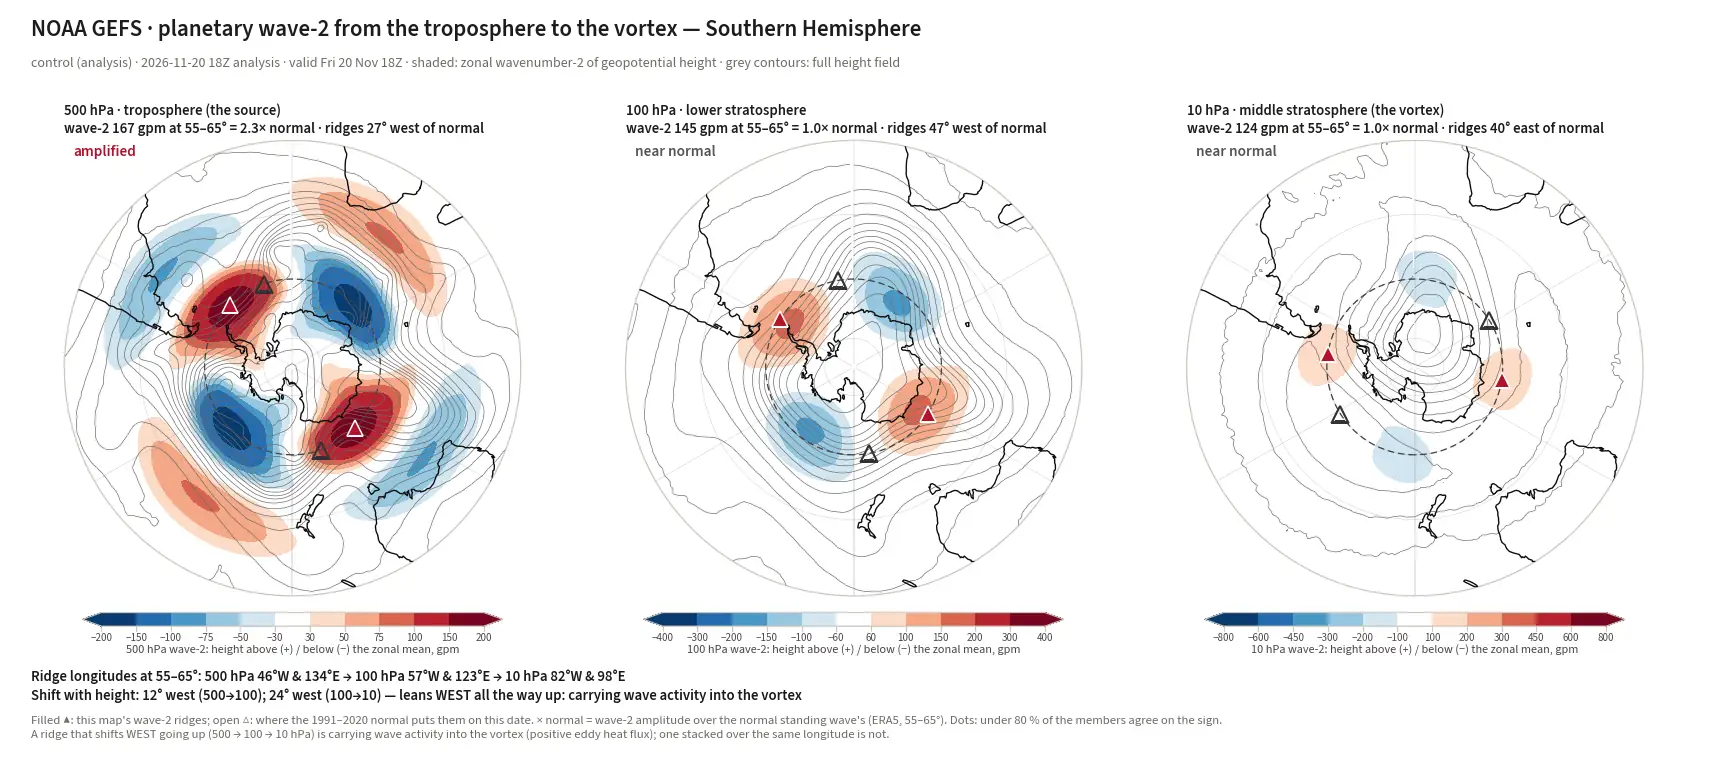 NOAA GEFS · planetary wave-2 from the troposphere to the vortex — Southern Hemisphere
control (analysis) · 2026-11-20 18Z analysis · valid Fri 20 Nov 18Z · shaded: zonal wavenumber-2 of geopotential height · grey contours: full height field
500 hPa · troposphere (the source)
wave-2 167 gpm at 55–65° = 2.3× normal · ridges 27° west of normal
amplified
100 hPa · lower stratosphere
wave-2 145 gpm at 55–65° = 1.0× normal · ridges 47° west of normal
near normal
10 hPa · middle stratosphere (the vortex)
wave-2 124 gpm at 55–65° = 1.0× normal · ridges 40° east of normal
near normal
−200 −150 −100 −75 −50 −30 30 50 75 100 150 200
500 hPa wave-2: height above (+) / below (−) the zonal mean, gpm
−400 −300 −200 −150 −100 −60 60 100 150 200 300 400
100 hPa wave-2: height above (+) / below (−) the zonal mean, gpm
−800 −600 −450 −300 −200 −100 100 200 300 450 600 800
10 hPa wave-2: height above (+) / below (−) the zonal mean, gpm
Ridge longitudes at 55–65°: 500 hPa 46°W & 134°E → 100 hPa 57°W & 123°E → 10 hPa 82°W & 98°E
Shift with height: 12° west (500→100); 24° west (100→10) — leans WEST all the way up: carrying wave activity into the vortex
Filled ▲: this map's wave-2 ridges; open △: where the 1991–2020 normal puts them on this date. × normal = wave-2 amplitude over the normal standing wave's (ERA5, 55–65°). Dots: under 80 % of the members agree on the sign.
A ridge that shifts WEST going up (500 → 100 → 10 hPa) is carrying wave activity into the vortex (positive eddy heat flux); one stacked over the same longitude is not.